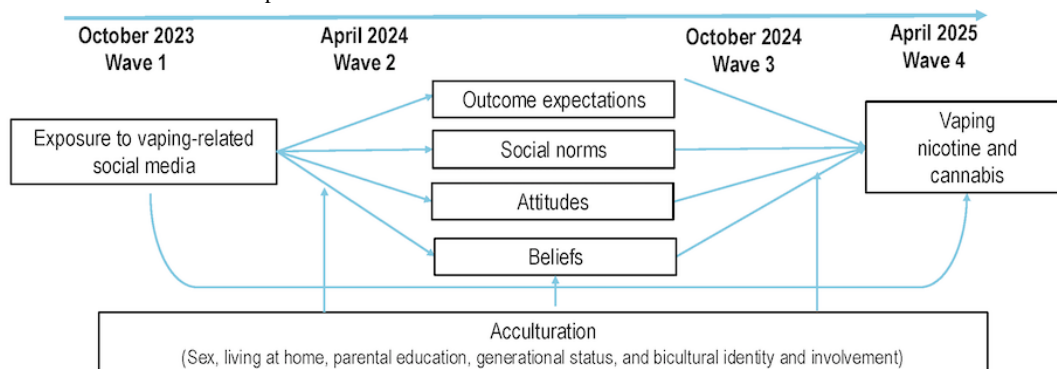 October 2023
Wave 1
April 2024
Wave 2
October 2024
Wave 3
April 2025
Wave 4
Exposure to vaping-related
social media
Outcome expectations
Social norms
Attitudes
Beliefs
Vaping
nicotine and
cannabis
Acculturation
(Sex, living at home, parental education, generational status, and bicultural identity and involvement)